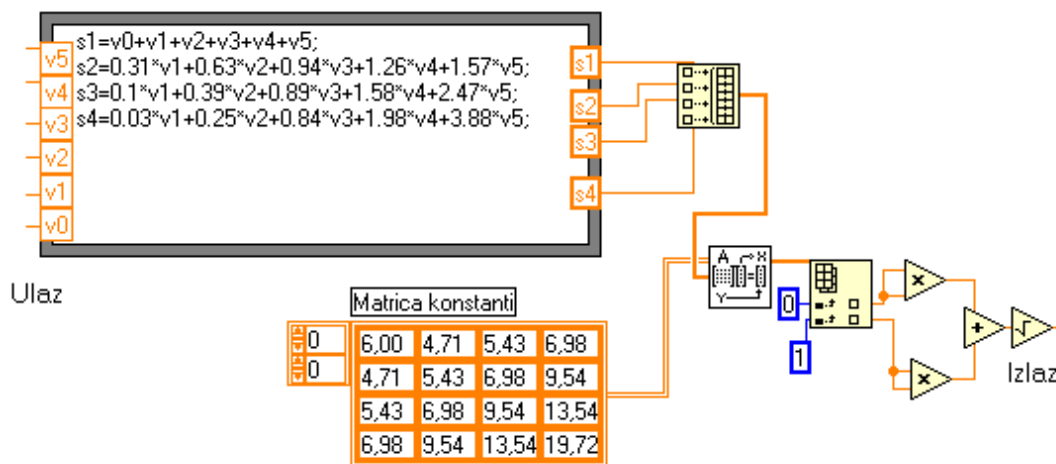 s1=v0+v1+v2+v3+v4+v5;
s2=0.31*v1+0.63*v2+0.94*v3+1.26*v4+1.57*v5;
s3=0.1*v1+0.39*v2+0.89*v3+1.58*v4+2.47*v5;
s4=0.03*v1+0.25*v2+0.84*v3+1.98*v4+3.88*v5;
v5
v4
v3
v2
v1
v0
s1
s2
s3
s4
Ulaz
A X
Y
0
1
x
+
x
√
Izlaz
Matrica konstanti
0
0
6,00 4,71 5,43 6,98
4,71 5,43 6,98 9,54
5,43 6,98 9,54 13,54
6,98 9,54 13,54 19,72